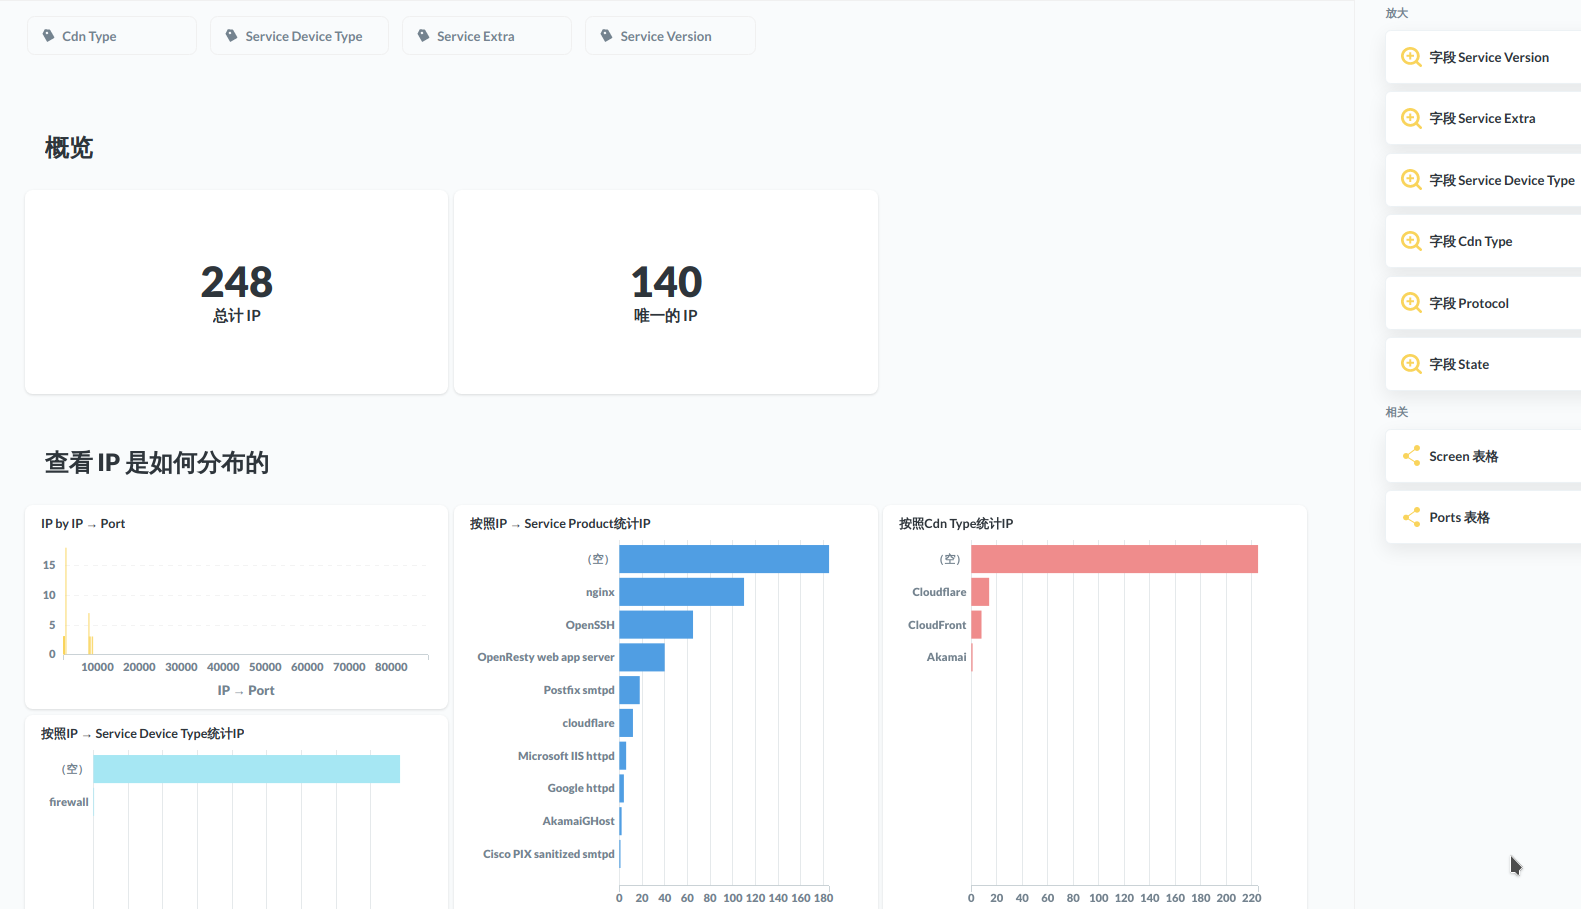 Cdn Type
Service Device Type
Service Extra
Service Version
概览
248
总计 IP
140
唯一的 IP
查看 IP 是如何分布的
IP by IP → Port
15
10
5
0
10000 20000 30000 40000 50000 60000 70000 80000
IP → Port
按照IP → Service Device Type统计IP
（空）
firewall
按照IP → Service Product统计IP
（空）
nginx
OpenSSH
OpenResty web app server
Postfix smtpd
cloudflare
Microsoft IIS httpd
Google httpd
AkamaiGHost
Cisco PIX sanitized smtpd
0 20 40 60 80 100 120 140 160 180
按照Cdn Type统计IP
（空）
Cloudflare
CloudFront
Akamai
0 20 40 60 80 100 120 140 160 180 200 220
放大
字段 Service Version
字段 Service Extra
字段 Service Device Type
字段 Cdn Type
字段 Protocol
字段 State
相关
Screen 表格
Ports 表格